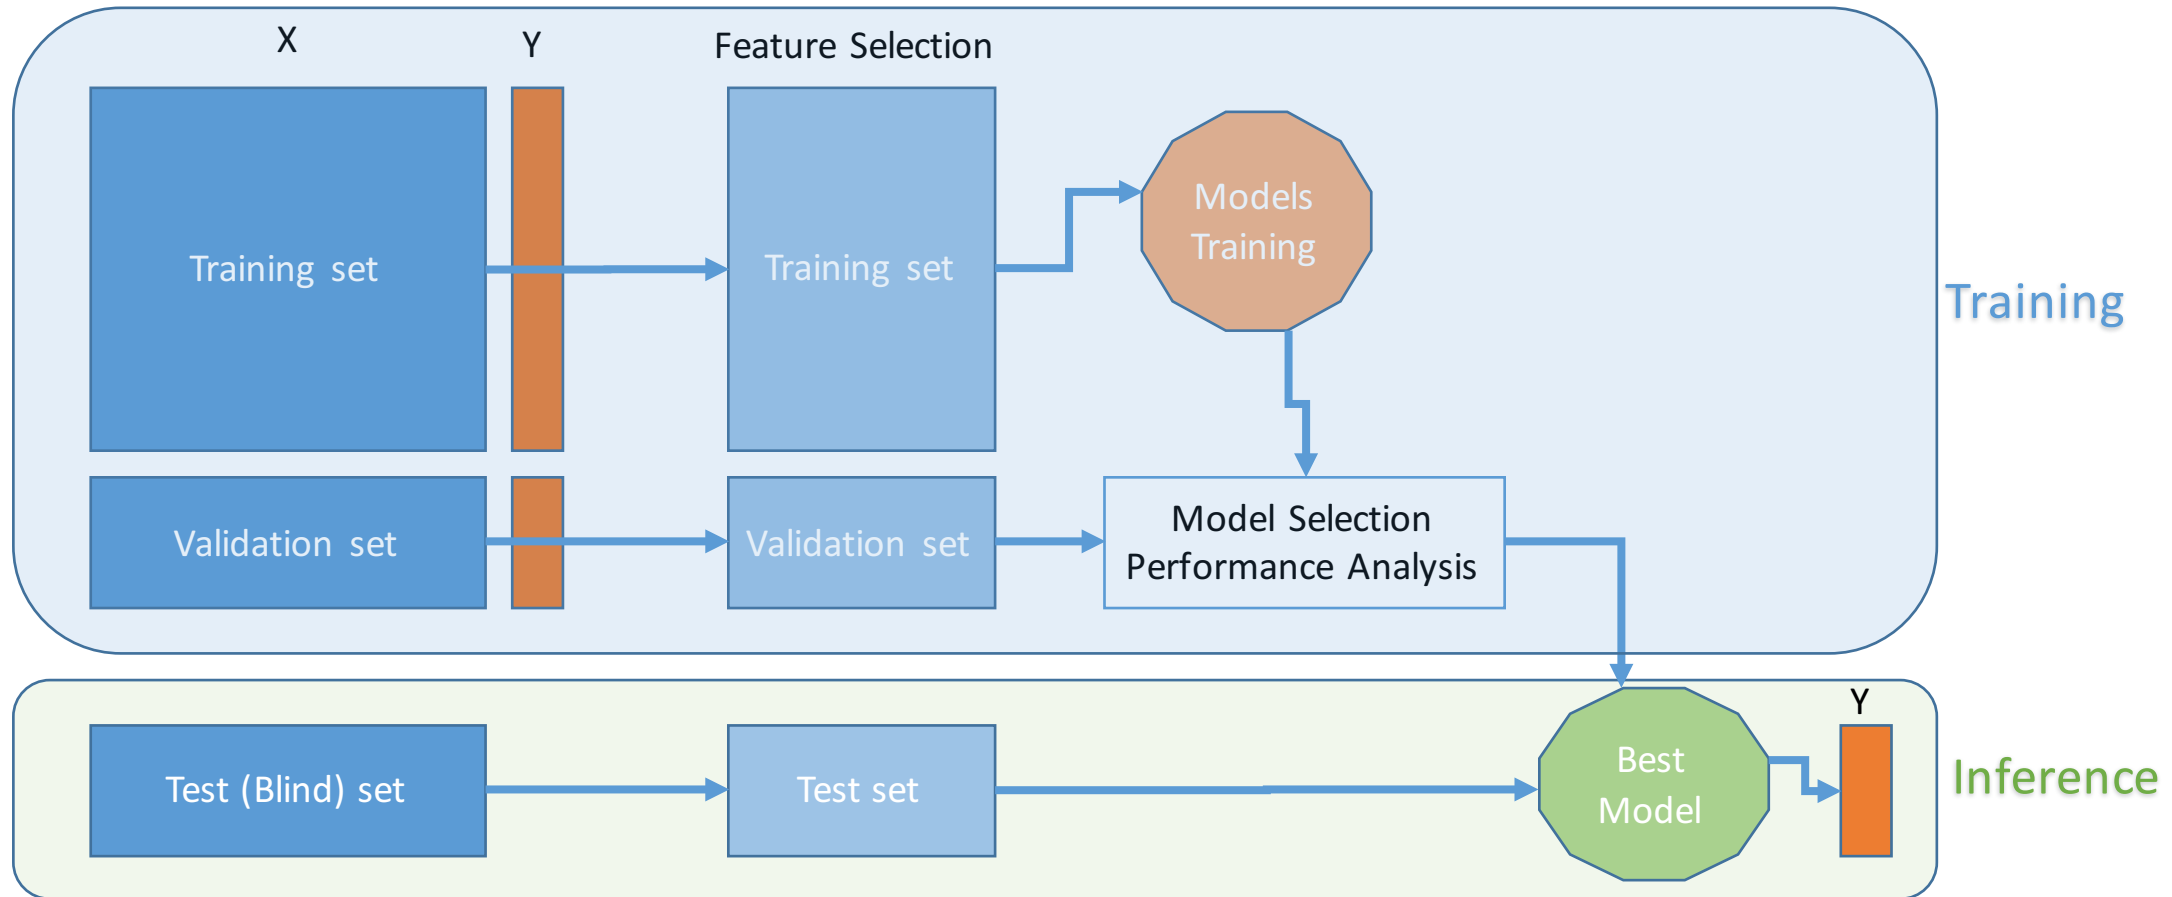 X
Y
Feature Selection
Training set
Training set
Models
Training
Training
Validation set
Validation set
Model Selection
Performance Analysis
Test (Blind) set
Test set
Best
Model
Y
Inference